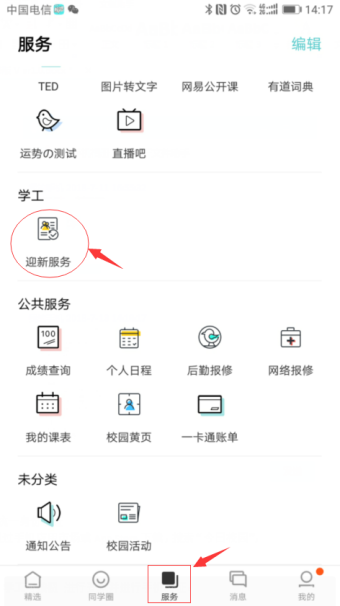 中国电信 14:17
服务 编辑
TED 图片转文字 网易公开课 有道词典
运势の测试 直播吧
学工
迎新服务
公共服务
100
成绩查询 个人日程 后勤报修 网络报修
我的课表 校园黄页 一卡通账单
未分类
通知公告 校园活动
精选 同学圈 服务 消息 我的